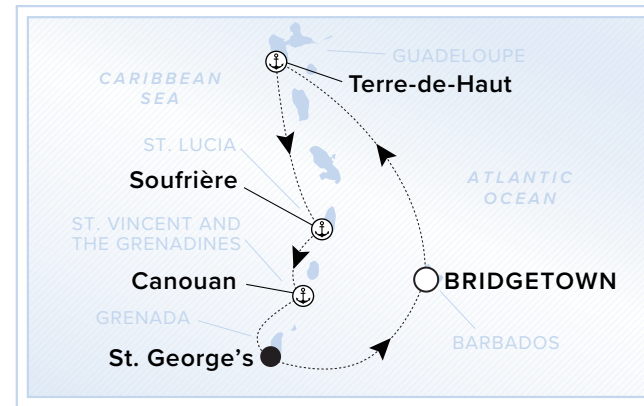 GUADELOUPE
Terre-de-Haut
CARIBBEAN
SEA
ST. LUCIA
Soufrière
ATLANTIC
OCEAN
ST. VINCENT AND
THE GRENADINES
Canouan
BRIDGETOWN
GRENADA
BARBADOS
St. George’s